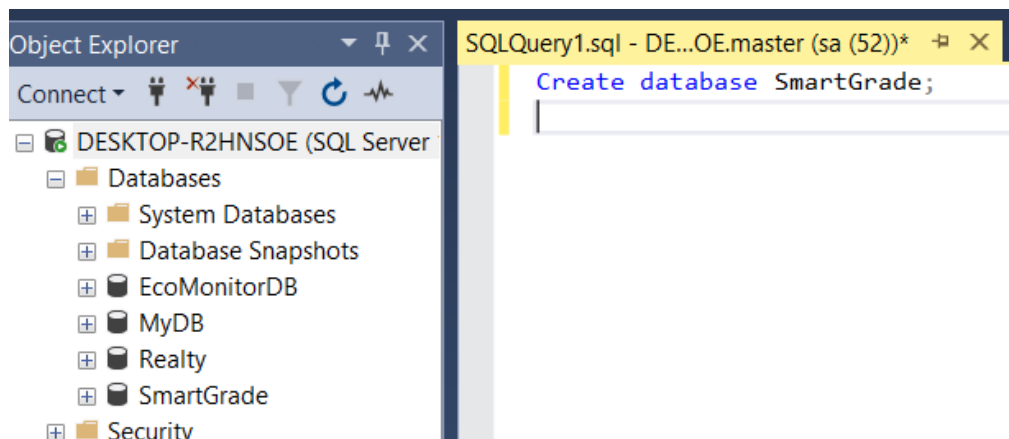 Object Explorer
Connect
DESKTOP-R2HNSOE (SQL Server
Databases
System Databases
Database Snapshots
EcoMonitorDB
MyDB
Realty
SmartGrade
Security
SQLQuery1.sql - DE...OE.master (sa (52))*
Create database SmartGrade;